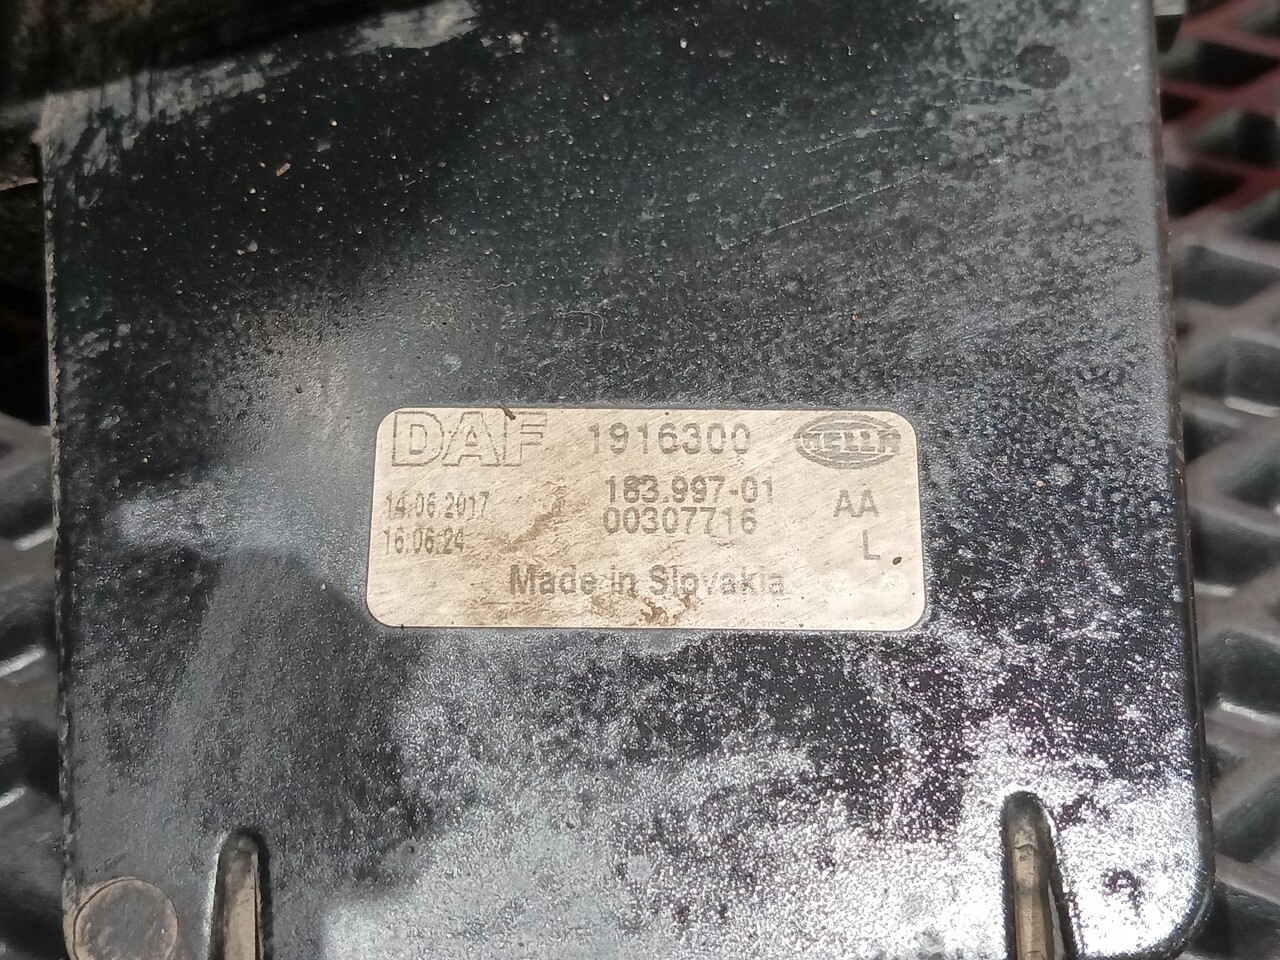 DAF 1916300 HELLA
183.997-01 AA
14.06.2017 00307716
16:06:24 L
Made in Slovakia